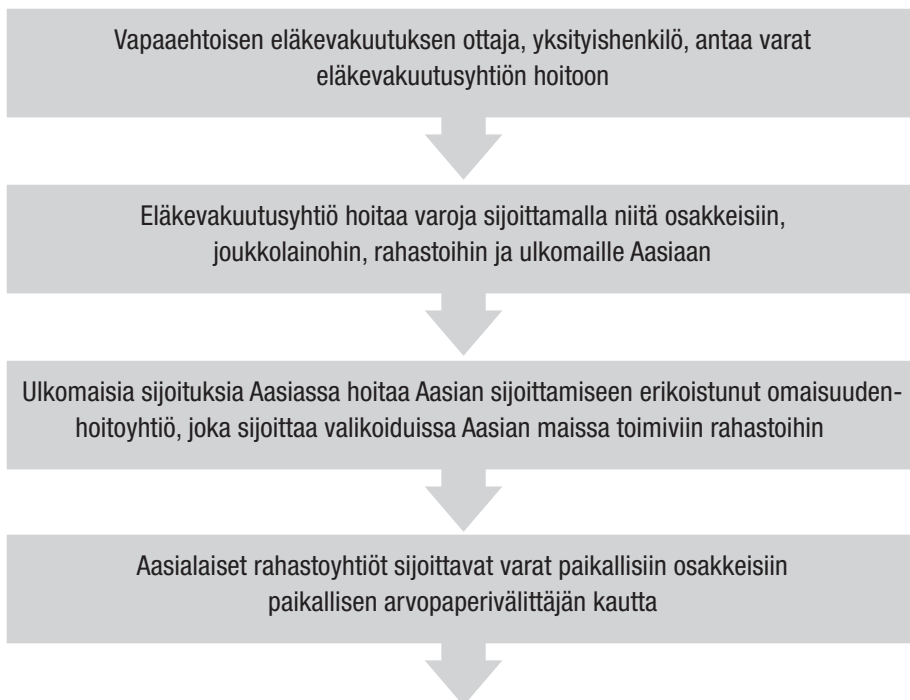 Vapaaehtoisen eläkevakuutuksen ottaja, yksityishenkilö, antaa varat
eläkevakuutusyhtiön hoitoon
Eläkevakuutusyhtiö hoitaa varoja sijoittamalla niitä osakkeisiin,
joukkolainohin, rahastoihin ja ulkomaille Aasiaan
Ulkomaisia sijoituksia Aasiassa hoitaa Aasian sijoittamiseen erikoistunut omaisuuden-
hoitoyhtiö, joka sijoittaa valikoiduissa Aasian maissa toimiviin rahastoihin
Aasialaiset rahastoyhtiöt sijoittavat varat paikallisiin osakkeisiin
paikallisen arvopaperivälittäjän kautta